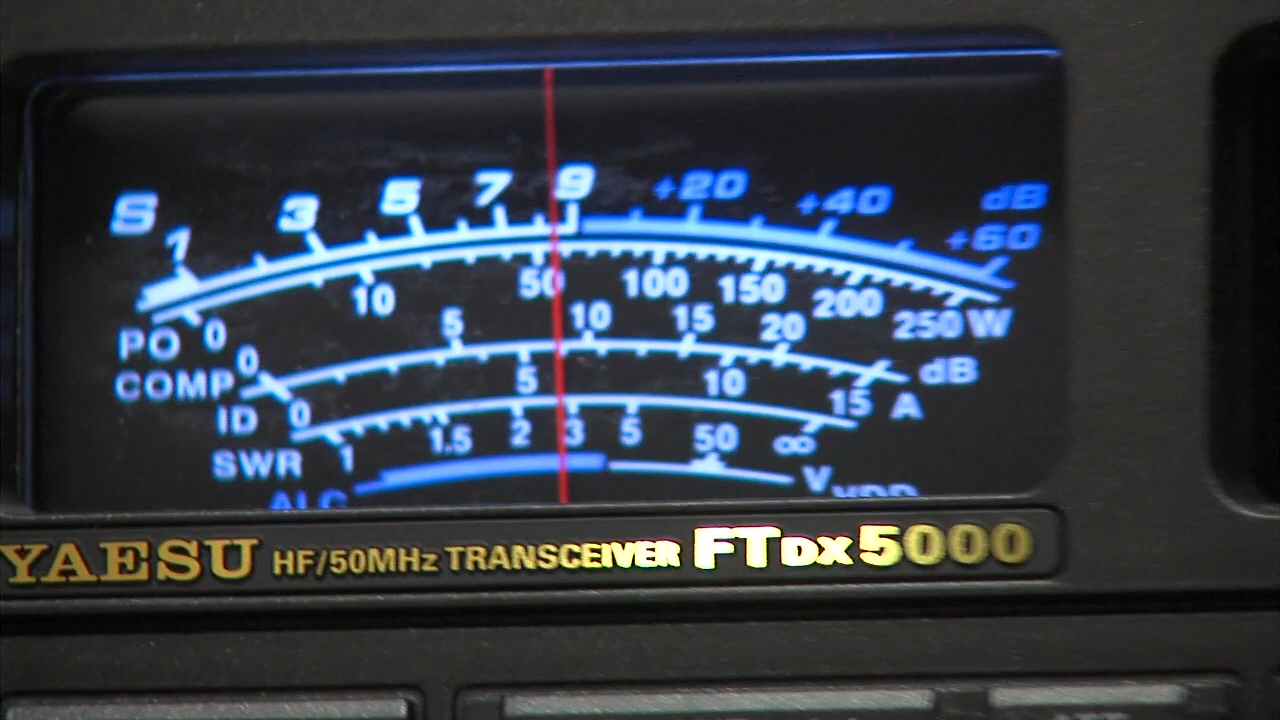 S 1 3 5 7 9 +20 +40 +60 dB
PO 0 10 50 100 150 200 250 W
COMP 0 5 10 15 20 dB
ID 0 5 10 15 A
SWR 1 1.5 2 3 5 50 ∞
ALC V VDD
YAESU HF/50MHz TRANSCEIVER FTDX5000